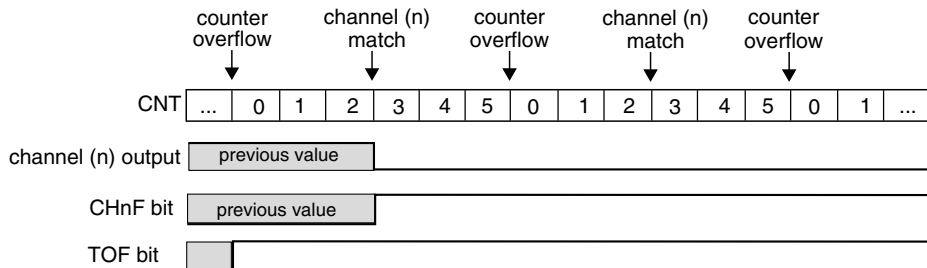 counter overflow
channel (n) match
counter overflow
channel (n) match
counter overflow
CNT ... 0 1 2 3 4 5 0 1 2 3 4 5 0 1 ...
channel (n) output previous value
CHnF bit previous value
TOF bit